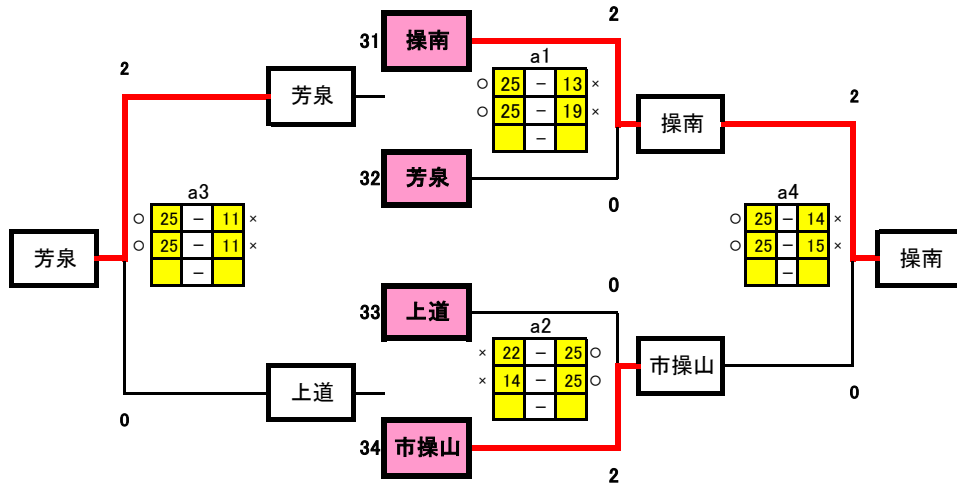 2
31 操南
a1
2
芳泉
○ 25 － 13 ×
2
○ 25 － 19 ×
操南
－
32 芳泉
0
a3
a4
○ 25 － 11 ×
○ 25 － 14 ×
○ 25 － 11 ×
○ 25 － 15 ×
－
－
芳泉
操南
0
33 上道
a2
× 22 － 25 ○
× 14 － 25 ○
－
市操山
上道
0
0
34 市操山
2